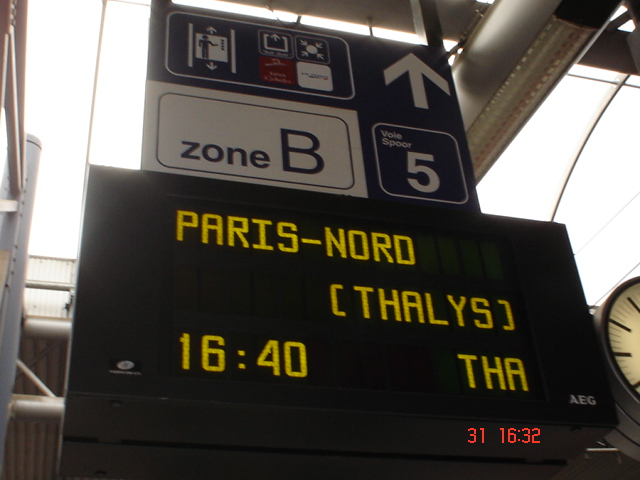 zone B
Voie
Spoor
5
PARIS-NORD
(THALYS)
16:40 THA
AEG
31 16:32